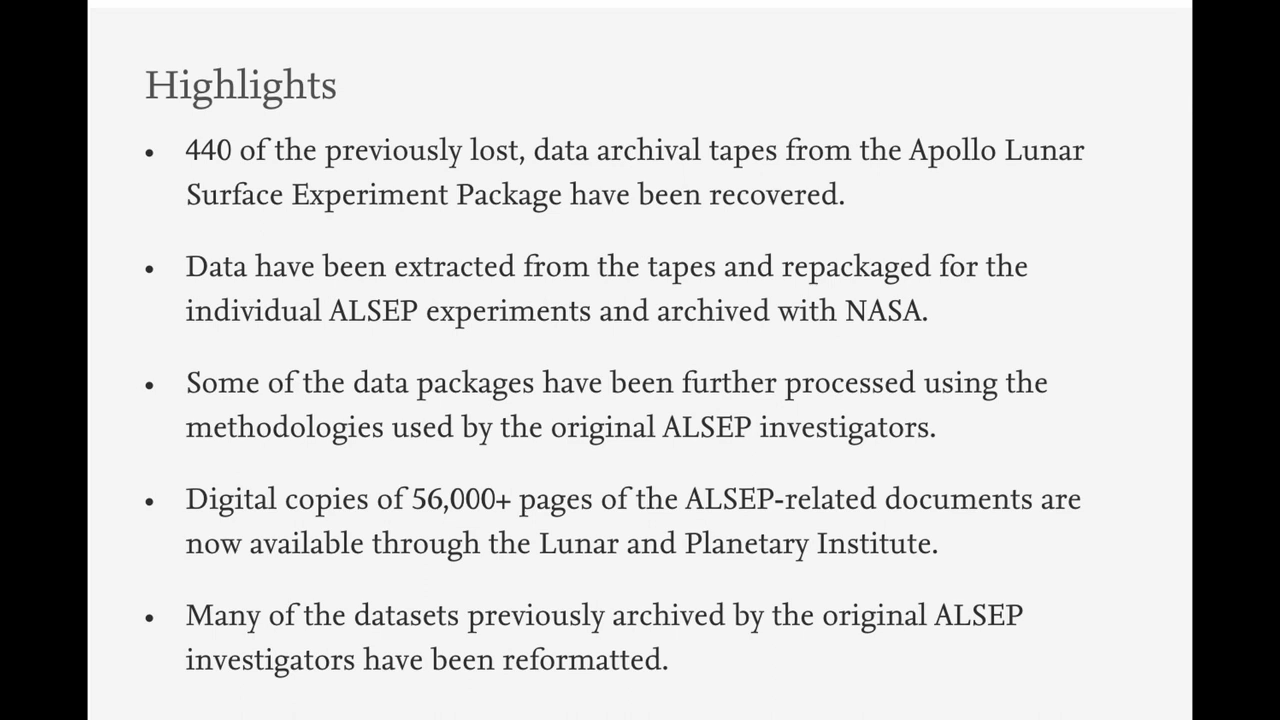 Highlights
• 440 of the previously lost, data archival tapes from the Apollo Lunar
Surface Experiment Package have been recovered.
• Data have been extracted from the tapes and repackaged for the
individual ALSEP experiments and archived with NASA.
• Some of the data packages have been further processed using the
methodologies used by the original ALSEP investigators.
• Digital copies of 56,000+ pages of the ALSEP-related documents are
now available through the Lunar and Planetary Institute.
• Many of the datasets previously archived by the original ALSEP
investigators have been reformatted.